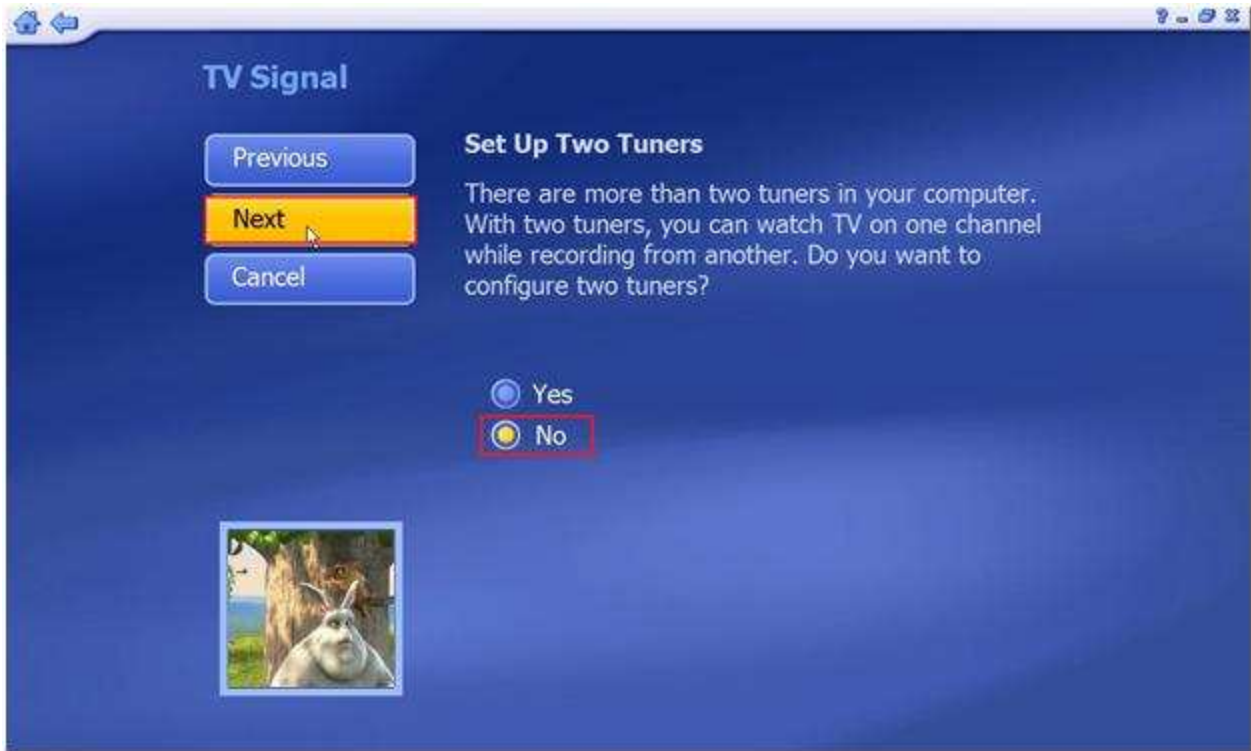 TV Signal
Previous
Next
Cancel
Set Up Two Tuners
There are more than two tuners in your computer.
With two tuners, you can watch TV on one channel
while recording from another. Do you want to
configure two tuners?
Yes
No